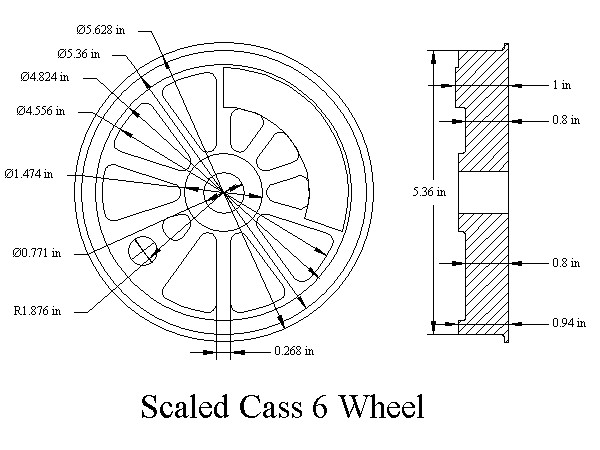 Ø5.628 in
Ø5.36 in
Ø4.824 in
Ø4.556 in
Ø1.474 in
Ø0.771 in
R1.876 in
0.268 in
1 in
0.8 in
5.36 in
0.8 in
0.94 in
Scaled Cass 6 Wheel